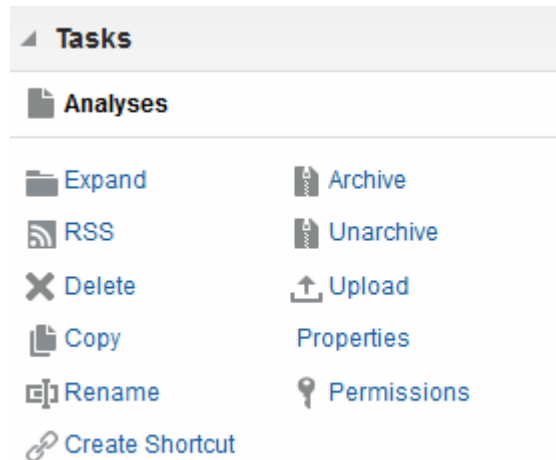 Tasks
Analyses
Expand
Archive
RSS
Unarchive
Delete
Upload
Copy
Properties
Rename
Permissions
Create Shortcut